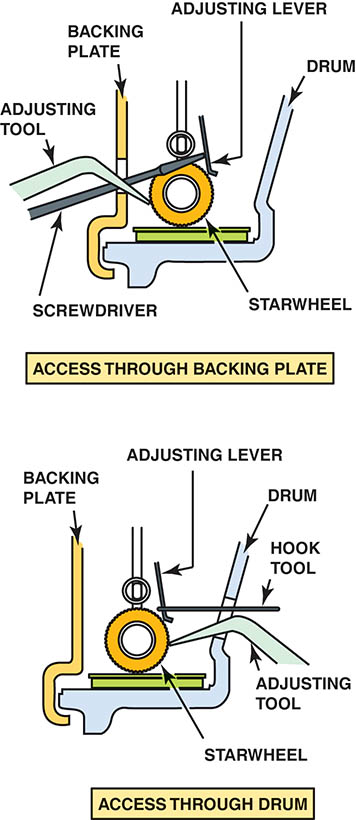 ADJUSTING LEVER
BACKING
PLATE
DRUM
ADJUSTING
TOOL
SCREWDRIVER
STARWHEEL
ACCESS THROUGH BACKING PLATE
ADJUSTING LEVER
BACKING
PLATE
DRUM
HOOK
TOOL
ADJUSTING
TOOL
STARWHEEL
ACCESS THROUGH DRUM